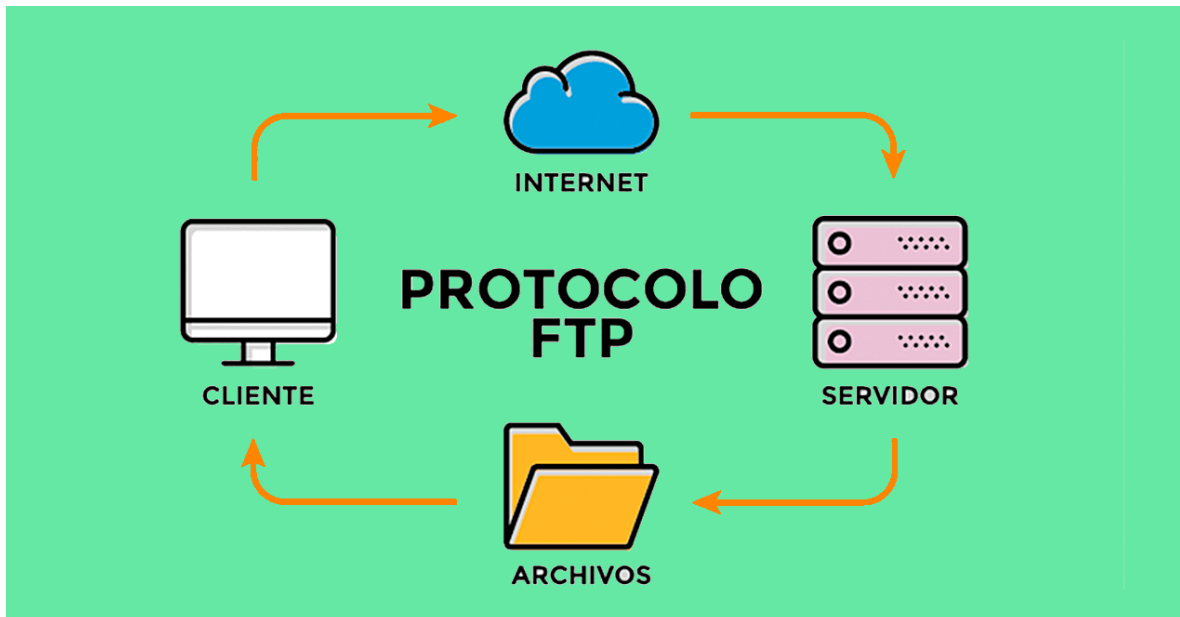 INTERNET
PROTOCOLO
FTP
CLIENTE
SERVIDOR
ARCHIVOS